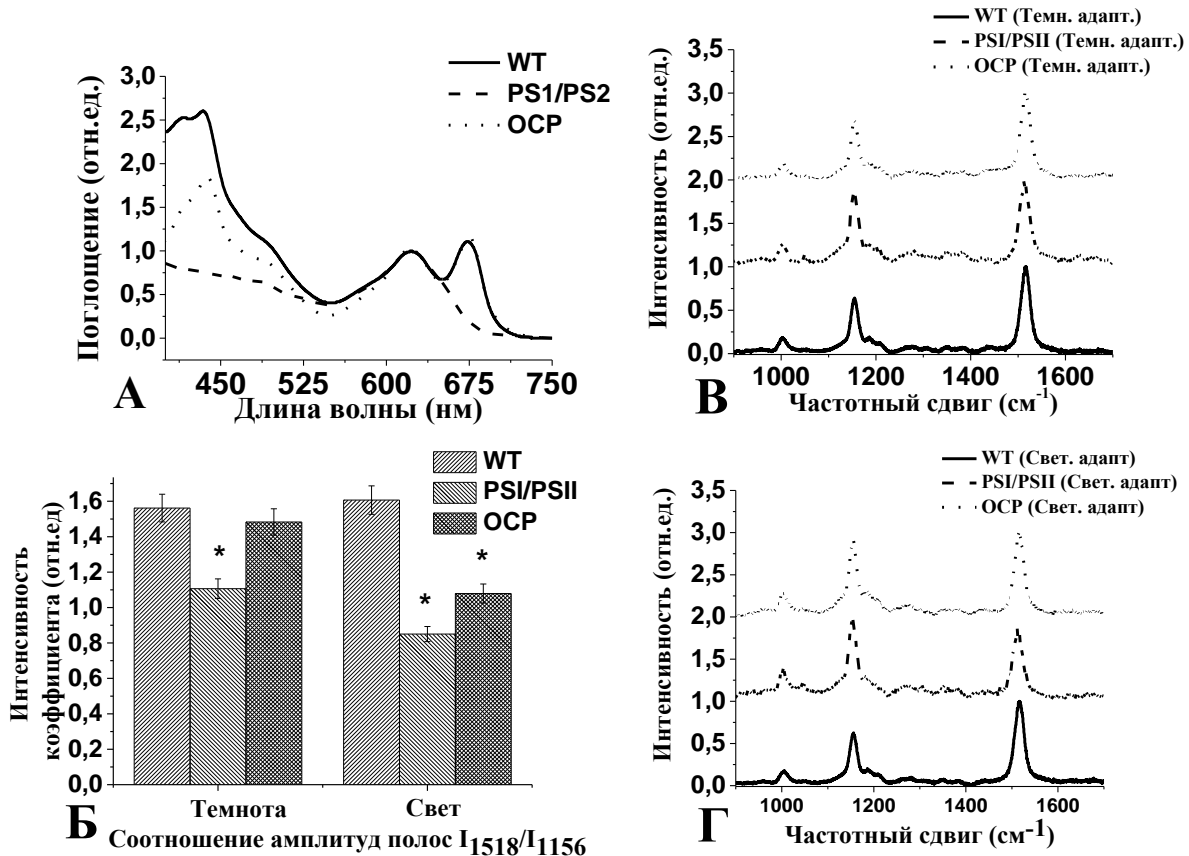 WT
PS1/PS2
OCP
3,0
2,5
2,0
1,5
1,0
0,5
0,0
Поглощение (отн.ед.)
450 525 600 675 750
Длина волны (нм)
А
WT (Темн. адапт.)
PSI/PSII (Темн. адапт.)
OCP (Темн. адапт.)
3,5
3,0
2,5
2,0
1,5
1,0
0,5
0,0
Интенсивность (отн.ед.)
1000 1200 1400 1600
Частотный сдвиг (см-1)
В
WT
PSI/PSII
OCP
1,6
1,4
1,2
1,0
0,8
0,6
0,4
0,2
0,0
Интенсивность
коэффициента (отн.ед)
* * *
Темнота Свет
Соотношение амплитуд полос I1518/I1156
Б
WT (Свет. адапт)
PSI/PSII (Свет. адапт)
OCP (Свет. адапт)
3,5
3,0
2,5
2,0
1,5
1,0
0,5
0,0
Интенсивность (отн.ед.)
1000 1200 1400 1600
Частотный сдвиг (см-1)
Г